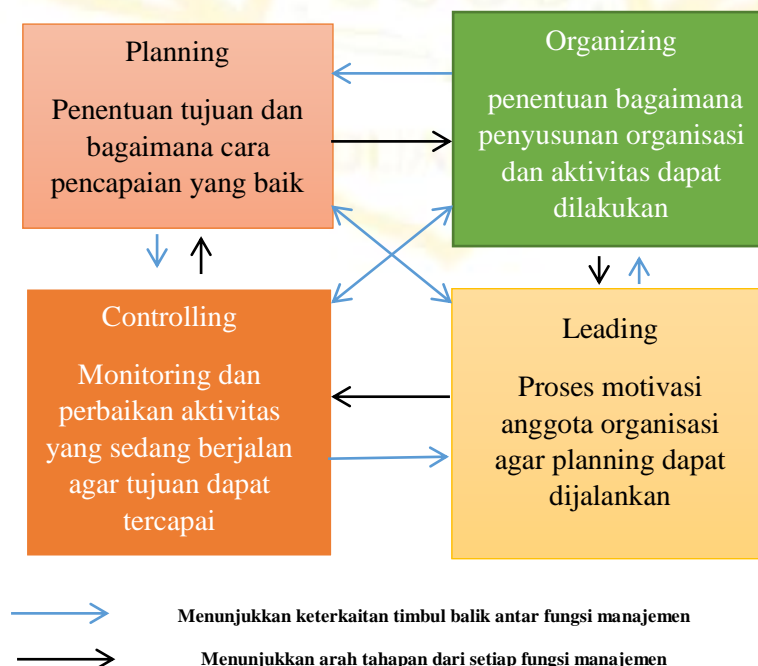 Planning
Penentuan tujuan dan
bagaimana cara
pencapaian yang baik
Organizing
penentuan bagaimana
penyusunan organisasi
dan aktivitas dapat
dilakukan
Controlling
Monitoring dan
perbaikan aktivitas
yang sedang berjalan
agar tujuan dapat
tercapai
Leading
Proses motivasi
anggota organisasi
agar planning dapat
dijalankan
Menunjukkan keterkaitan timbul balik antar fungsi manajemen
Menunjukkan arah tahapan dari setiap fungsi manajemen